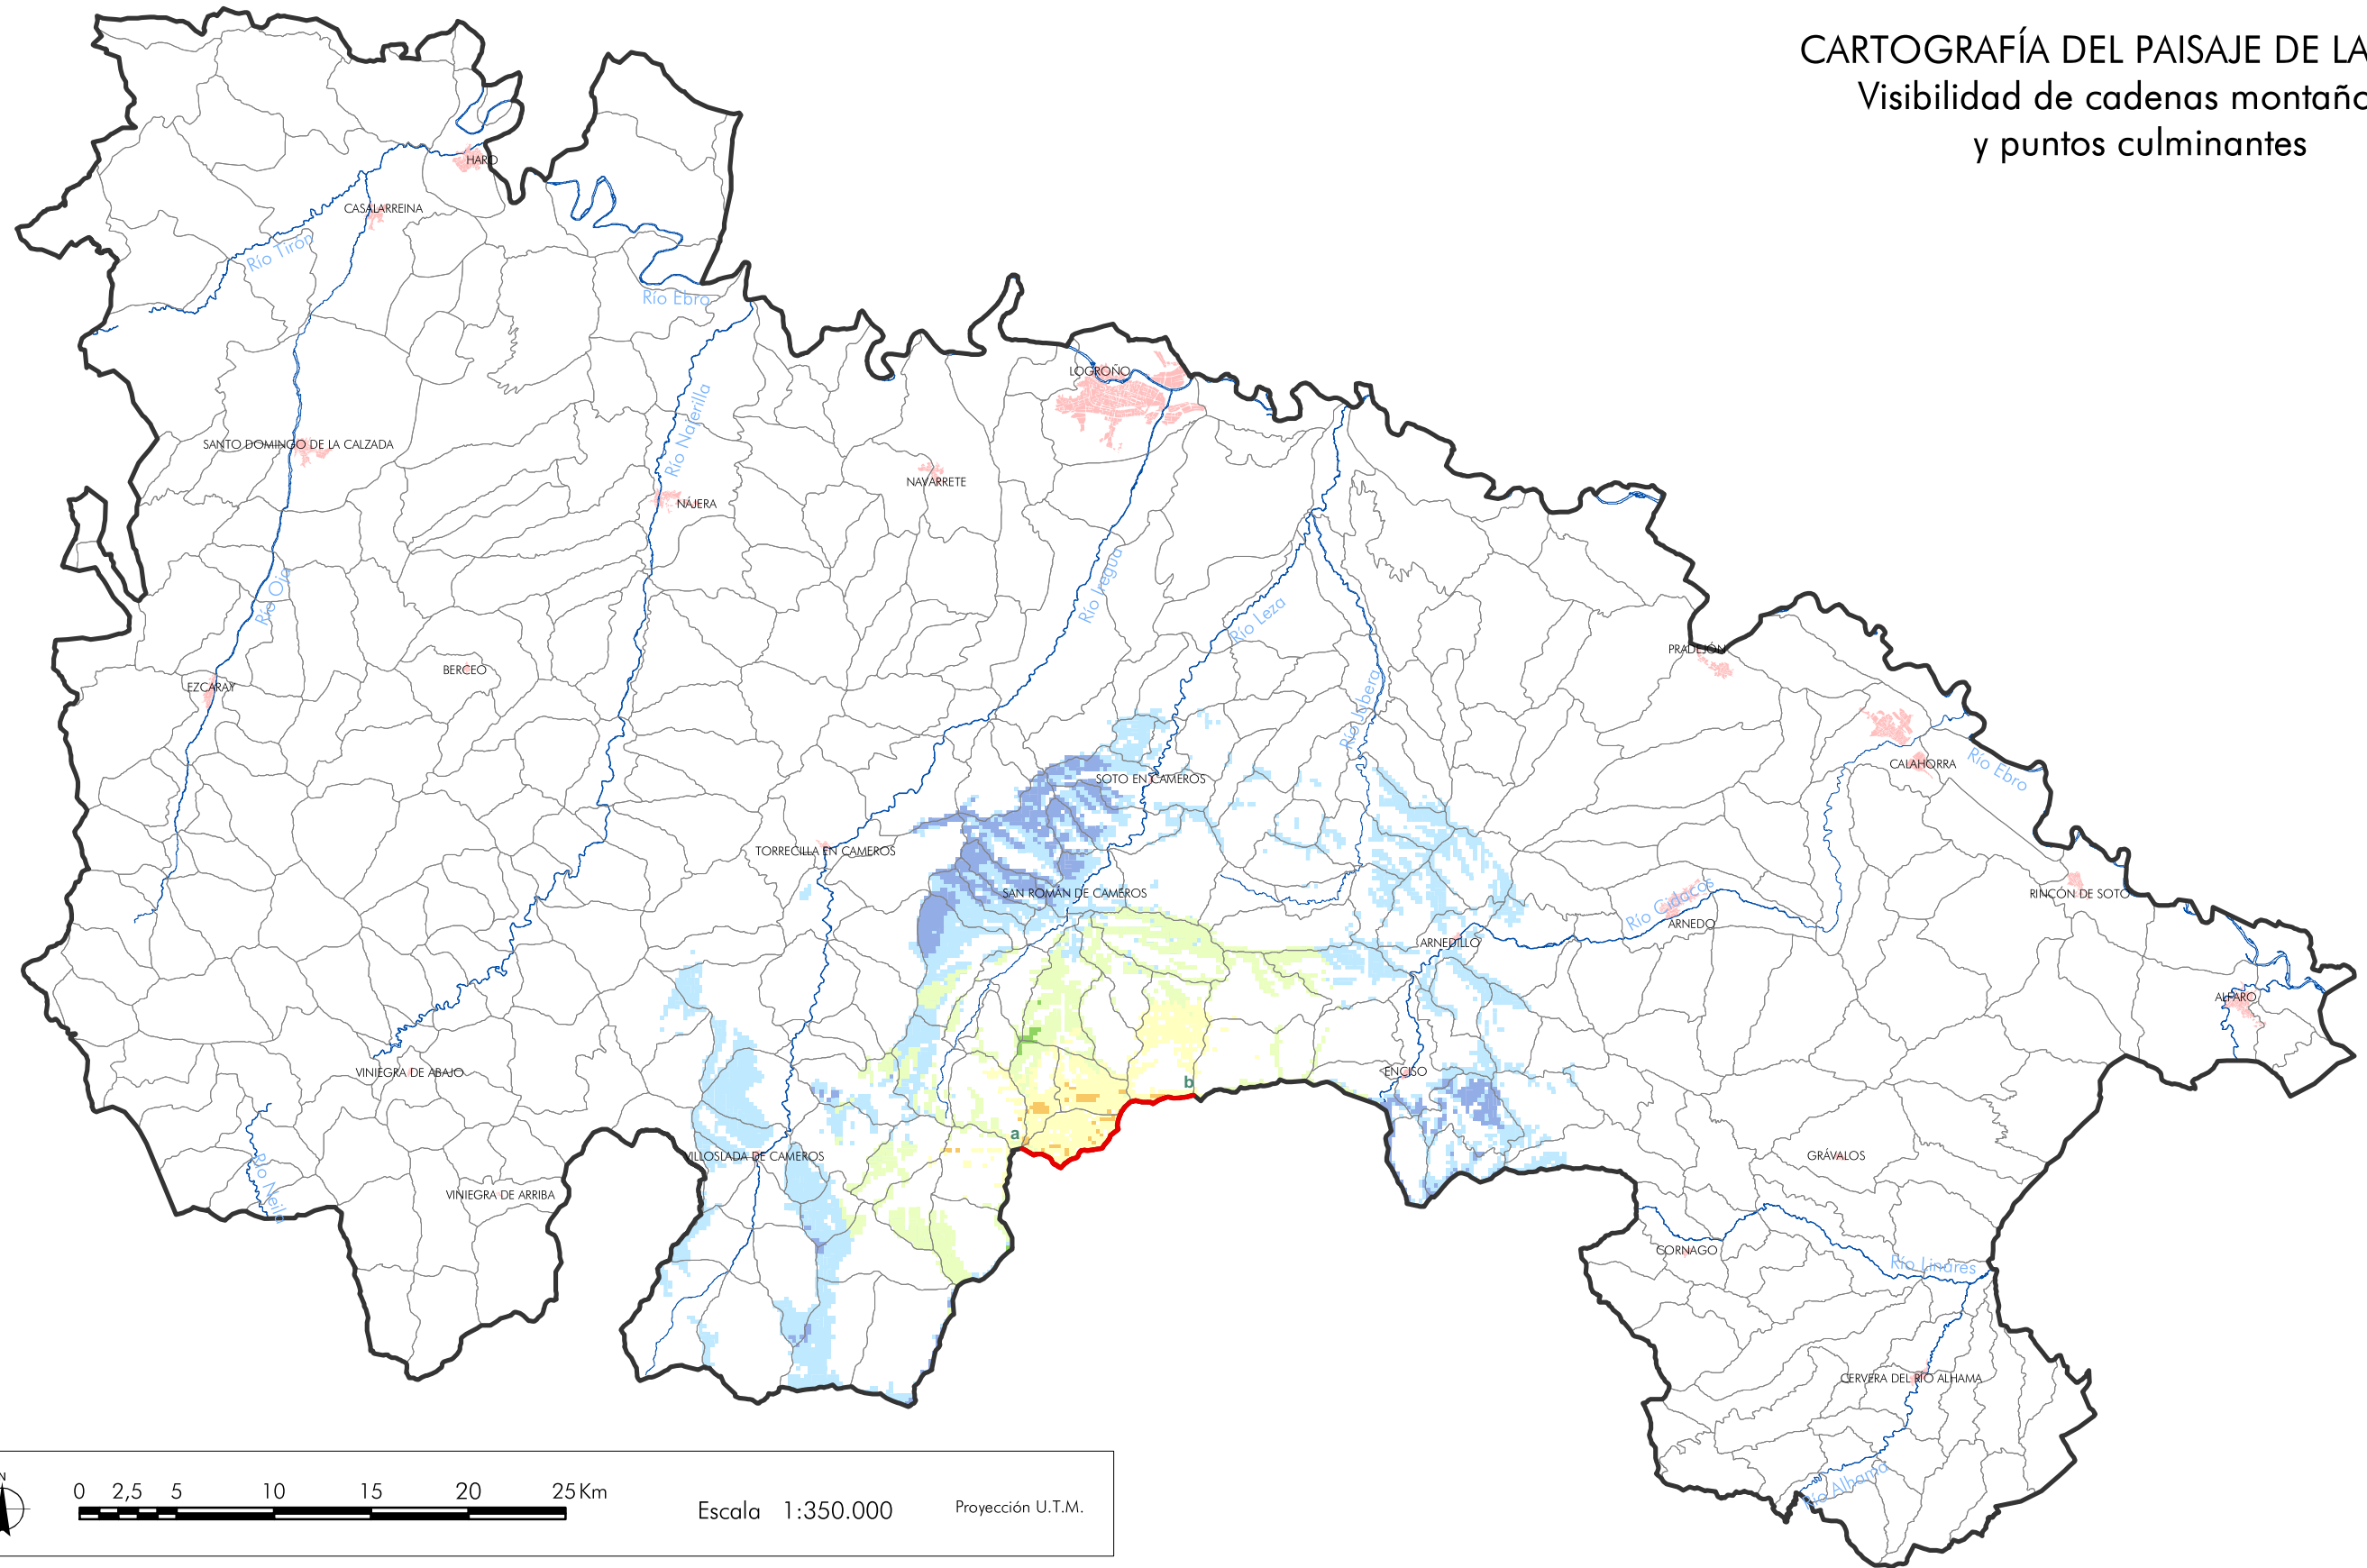 CARTOGRAFÍA DEL PAISAJE DE LA
Visibilidad de cadenas montaño
y puntos culminantes
HARO
CASALARREINA
Río Tirón
Río Ebro
LOGROÑO
Río Najerilla
SANTO DOMINGO DE LA CALZADA
NAVARRETE
NÁJERA
Río Oja
Río Iregua
Río Leza
PRADEJÓN
BERCEO
EZCARAY
Río Jubera
CALAHORRA
Río Ebro
SOTO EN CAMEROS
TORRECILLA EN CAMEROS
SAN ROMÁN DE CAMEROS
RINCÓN DE SOTO
Río Cidacos
ARNEDO
ARNEDILLO
ALFARO
VINIEGRA DE ABAJO
ENCISO
b
a
VILLOSLADA DE CAMEROS
GRÁVALOS
Río Neila
VINIEGRA DE ARRIBA
CORNAGO
Río Linares
CERVERA DEL RÍO ALHAMA
Río Alhama
N
0 2,5 5 10 15 20 25 Km
Escala 1:350.000
Proyección U.T.M.